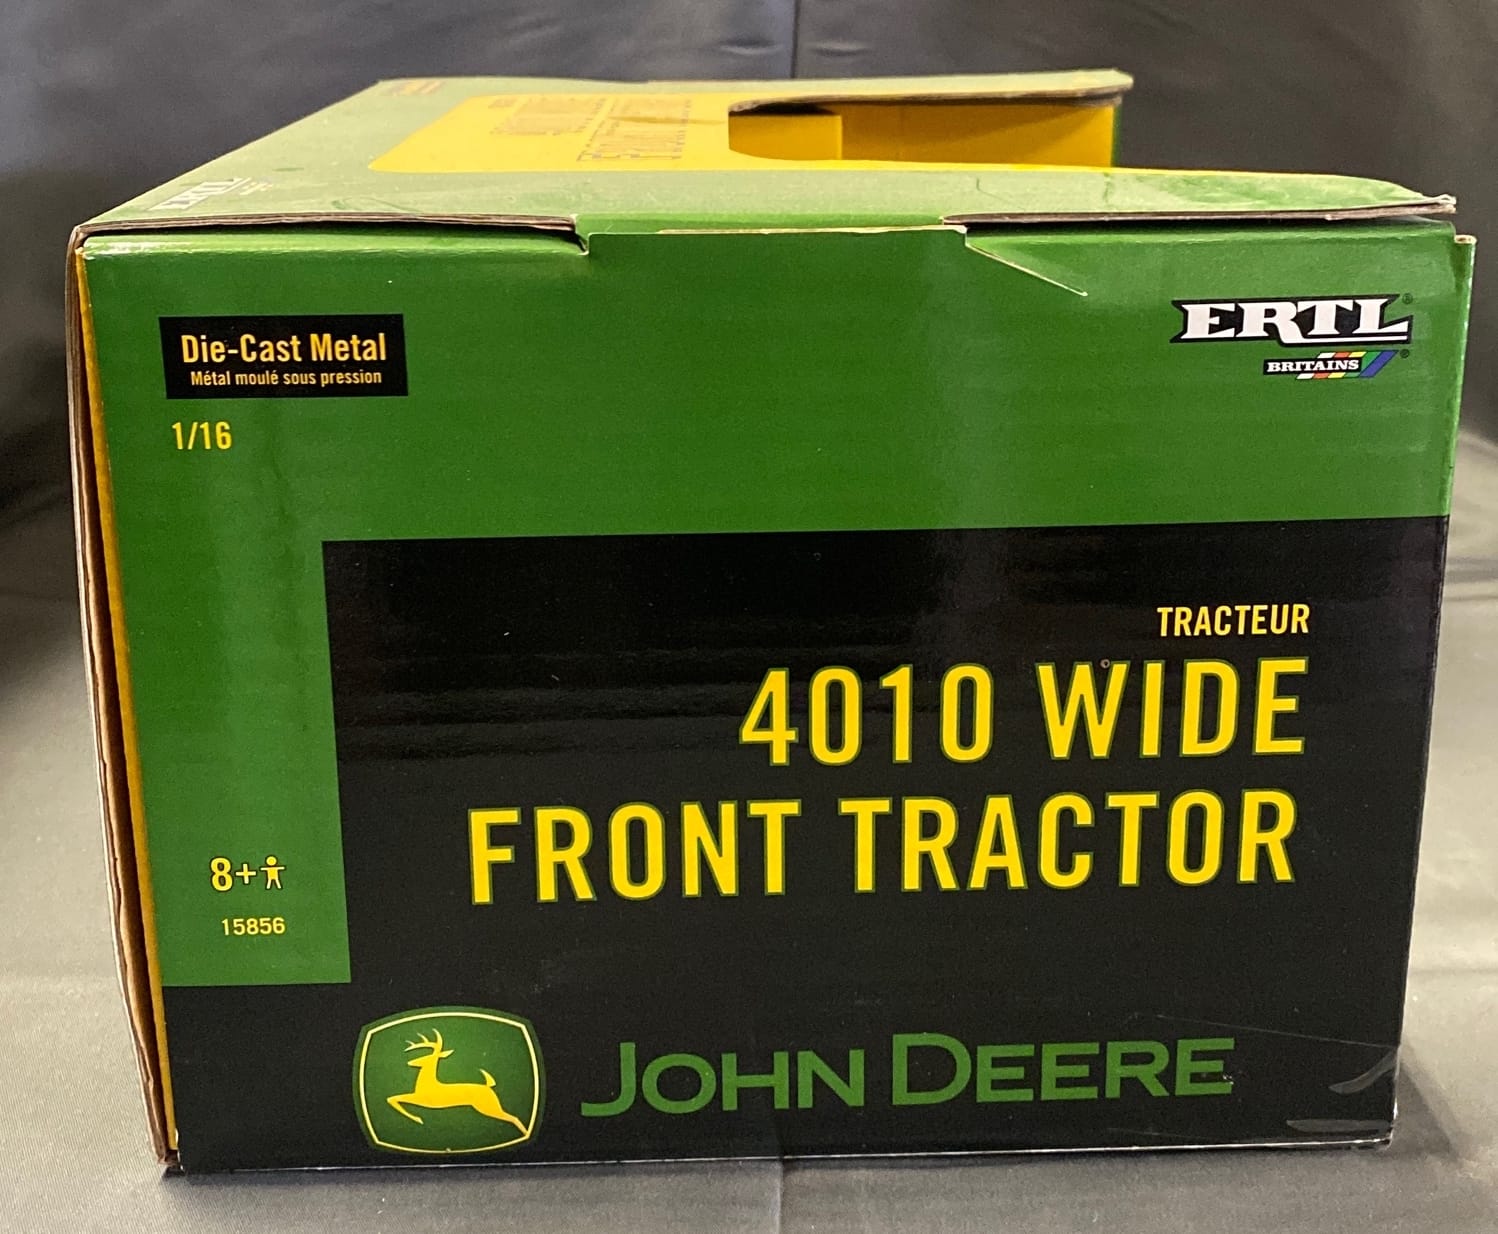 ERTL
Die-Cast Metal
Métal moulé sous pression
1/16
ERTL®
BRITAINS®
TRACTEUR
4010 WIDE
FRONT TRACTOR
8+
15856
JOHN DEERE